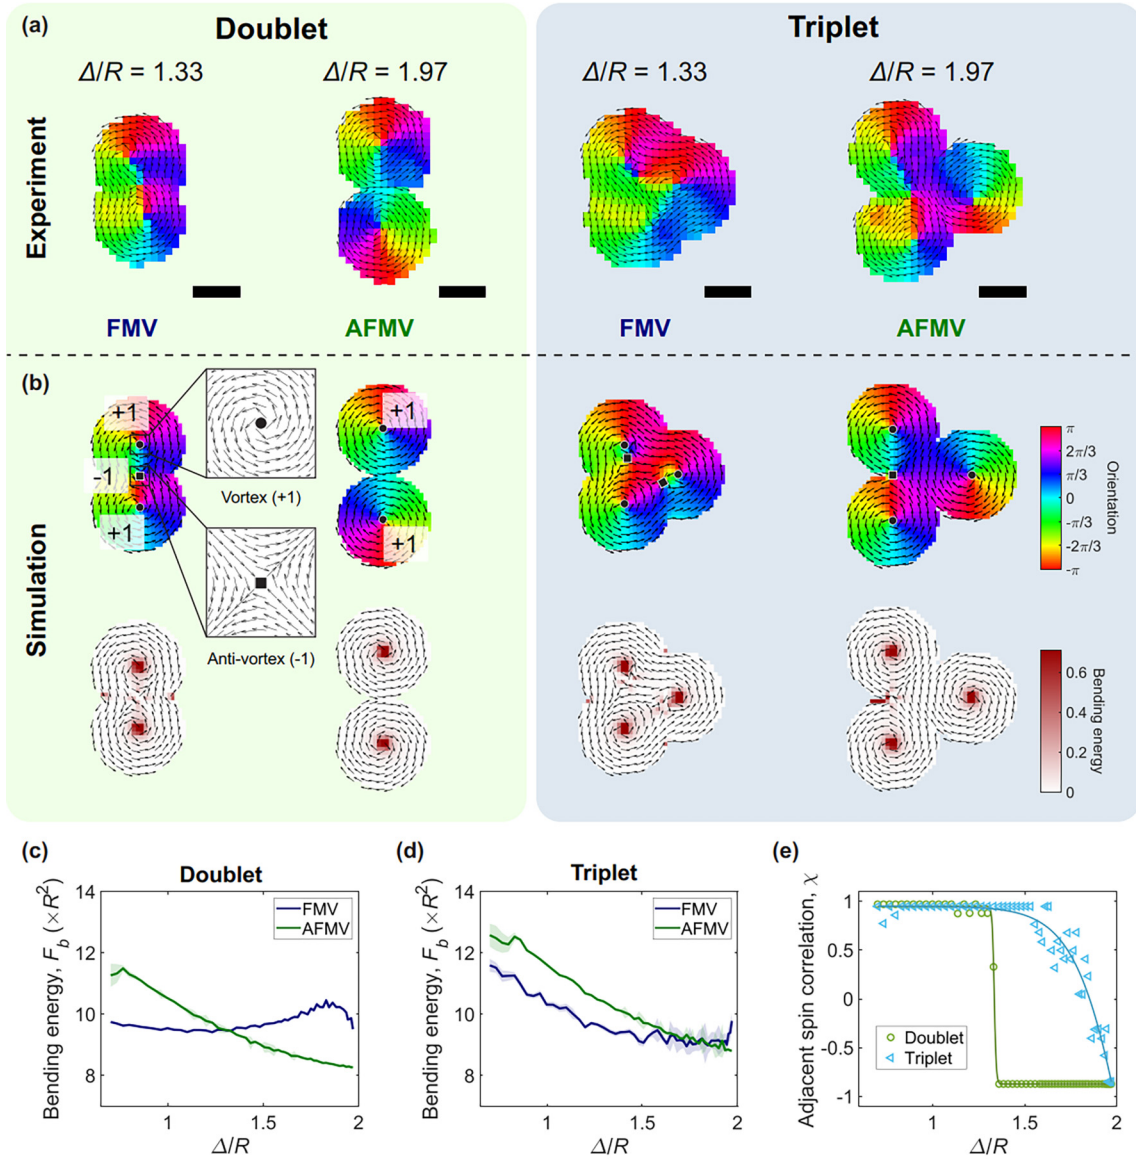 (a)
Doublet
Triplet
Δ/R = 1.33
Δ/R = 1.97
Δ/R = 1.33
Δ/R = 1.97
Experiment
FMV
AFMV
FMV
AFMV
(b)
Simulation
+1
-1
+1
+1
+1
Vortex (+1)
Anti-vortex (-1)
π
2π/3
π/3
0
-π/3
-2π/3
-π
Orientation
0.6
0.4
0.2
0
Bending energy
(c)
Doublet
14
12
10
8
Bending energy, F_b (×R²)
FMV
AFMV
1
1.5
2
Δ/R
(d)
Triplet
14
12
10
8
Bending energy, F_b (×R²)
FMV
AFMV
1
1.5
2
Δ/R
(e)
1
0.5
0
-0.5
-1
Adjacent spin correlation, χ
Doublet
Triplet
1
1.5
2
Δ/R